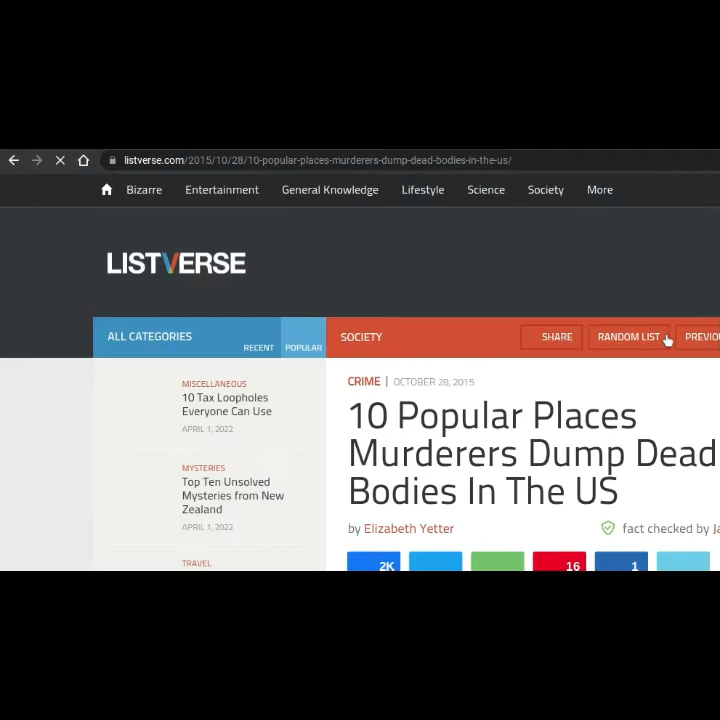 listverse.com/2015/10/28/10-popular-places-murderers-dump-dead-bodies-in-the-us/
Bizarre Entertainment General Knowledge Lifestyle Science Society More
LISTVERSE
ALL CATEGORIES RECENT POPULAR
SOCIETY SHARE RANDOM LIST
MISCELLANEOUS
10 Tax Loopholes
Everyone Can Use
APRIL 1, 2022
MYSTERIES
Top Ten Unsolved
Mysteries from New
Zealand
APRIL 1, 2022
TRAVEL
CRIME | OCTOBER 28, 2015
10 Popular Places
Murderers Dump Dead
Bodies In The US
by Elizabeth Yetter fact checked by
2K 16 1